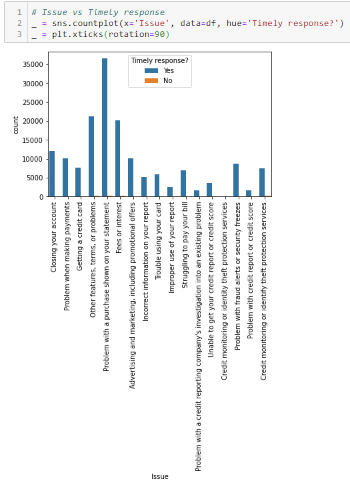 1 # Issue vs Timely response
2 _ = sns.countplot(x='Issue', data=df, hue='Timely response?')
3 _ = plt.xticks(rotation=90)
Timely response?
Yes
No
35000
30000
25000
20000
15000
10000
5000
0
count
Closing your account
Problem when making payments
Getting a credit card
Other features, terms, or problems
Problem with a purchase shown on your statement
Fees or interest
Advertising and marketing, including promotional offers
Incorrect information on your report
Trouble using your card
Improper use of your report
Struggling to pay your bill
Problem with a credit reporting company's investigation into an existing problem
Unable to get your credit report or credit score
Credit monitoring or identity theft protection services
Problem with fraud alerts or security freezes
Problem with credit report or credit score
Credit monitoring or identify theft protection services
Issue